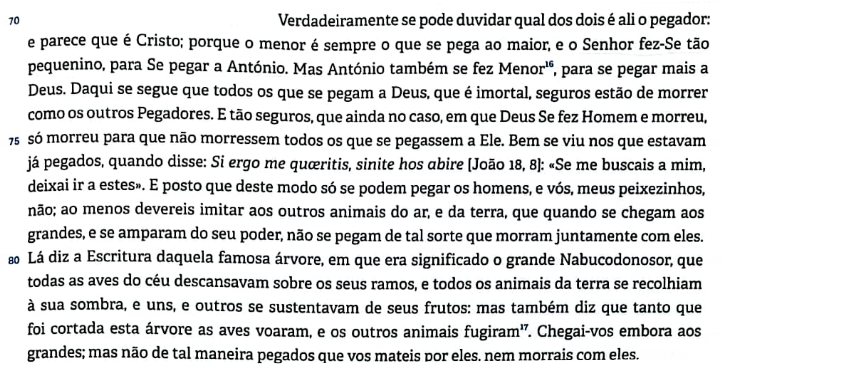 70 Verdadeiramente se pode duvidar qual dos dois é ali o pegador:
e parece que é Cristo; porque o menor é sempre o que se pega ao maior, e o Senhor fez-Se tão
pequenino, para Se pegar a António. Mas António também se fez Menor¹⁶, para se pegar mais a
Deus. Daqui se segue que todos os que se pegam a Deus, que é imortal, seguros estão de morrer
como os outros Pegadores. E tão seguros, que ainda no caso, em que Deus Se fez Homem e morreu,
75 só morreu para que não morressem todos os que se pegassem a Ele. Bem se viu nos que estavam
já pegados, quando disse: Si ergo me quæritis, sinite hos abire [João 18, 8]: «Se me buscais a mim,
deixai ir a estes». E posto que deste modo só se podem pegar os homens, e vós, meus peixezinhos,
não; ao menos devereis imitar aos outros animais do ar, e da terra, que quando se chegam aos
grandes, e se amparam do seu poder, não se pegam de tal sorte que morram juntamente com eles.
80 Lá diz a Escritura daquela famosa árvore, em que era significado o grande Nabucodonosor, que
todas as aves do céu descansavam sobre os seus ramos, e todos os animais da terra se recolhiam
à sua sombra, e uns, e outros se sustentavam de seus frutos: mas também diz que tanto que
foi cortada esta árvore as aves voaram, e os outros animais fugiram¹⁷. Chegai-vos embora aos
grandes; mas não de tal maneira pegados que vos mateis por eles, nem morrais com eles.